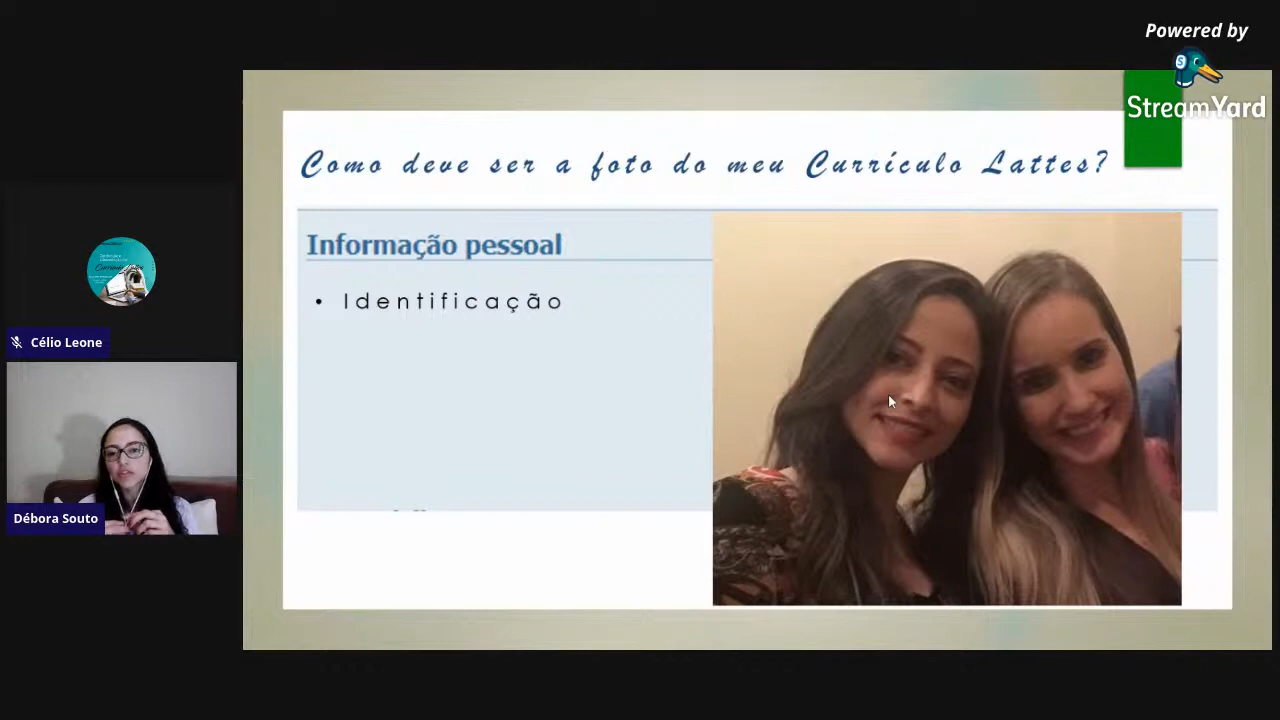 Powered by
StreamYard
Como deve ser a foto do meu Currículo Lattes?
Informação pessoal
• Identificação
Célio Leone
Débora Souto